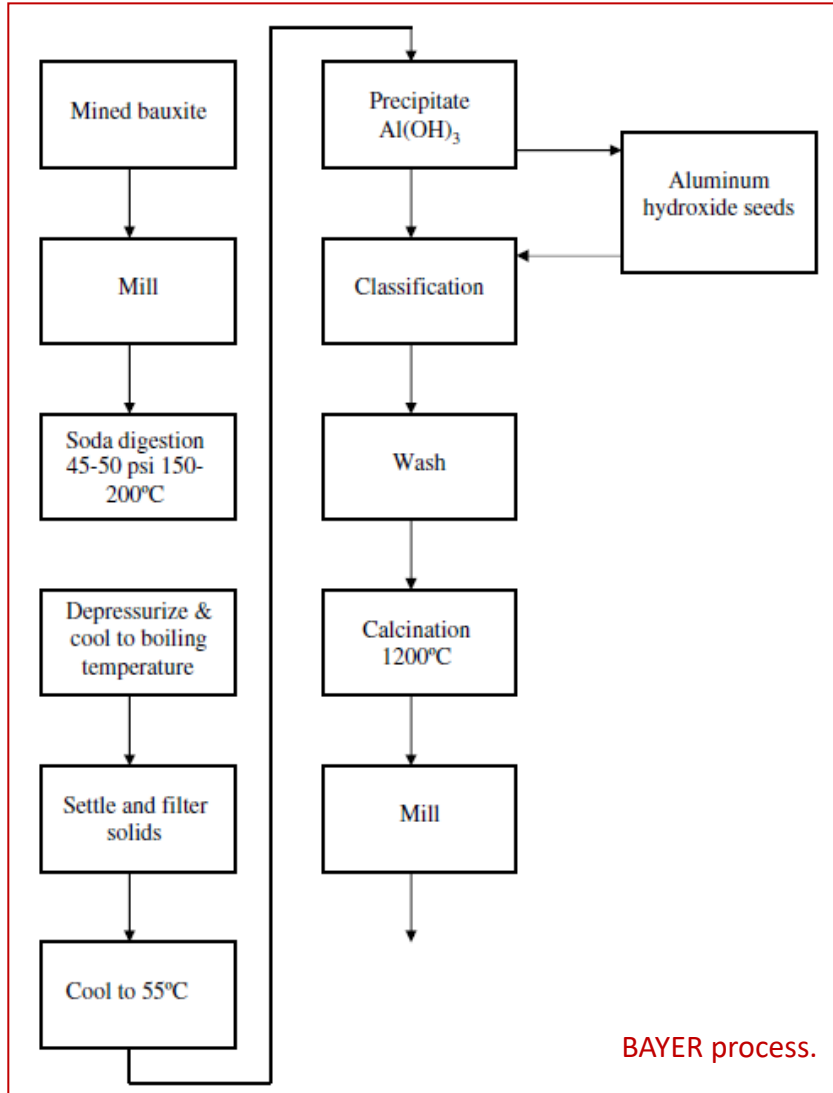 Mined bauxite
Mill
Soda digestion
45-50 psi 150-
200ºC
Depressurize &
cool to boiling
temperature
Settle and filter
solids
Cool to 55ºC
Precipitate
Al(OH)3
Aluminum
hydroxide seeds
Classification
Wash
Calcination
1200ºC
Mill
BAYER process.